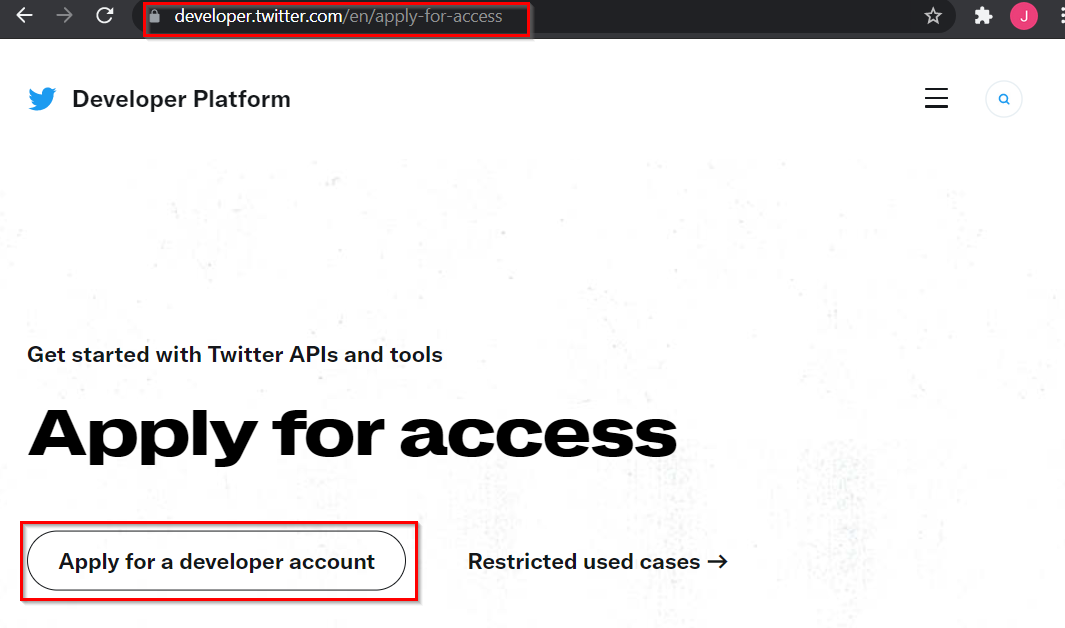 developer.twitter.com/en/apply-for-access
J
Developer Platform
Get started with Twitter APIs and tools
Apply for access
Apply for a developer account
Restricted used cases →